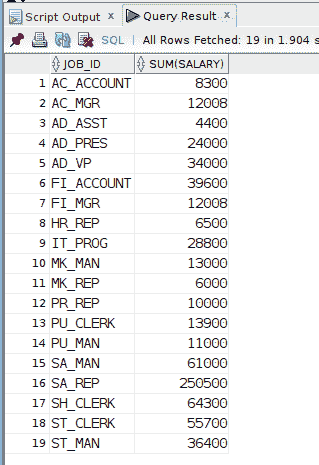 Script Output x Query Result x
SQL | All Rows Fetched: 19 in 1.904 s
JOB_ID SUM(SALARY)
1 AC_ACCOUNT 8300
2 AC_MGR 12008
3 AD_ASST 4400
4 AD_PRES 24000
5 AD_VP 34000
6 FI_ACCOUNT 39600
7 FI_MGR 12008
8 HR_REP 6500
9 IT_PROG 28800
10 MK_MAN 13000
11 MK_REP 6000
12 PR_REP 10000
13 PU_CLERK 13900
14 PU_MAN 11000
15 SA_MAN 61000
16 SA_REP 250500
17 SH_CLERK 64300
18 ST_CLERK 55700
19 ST_MAN 36400